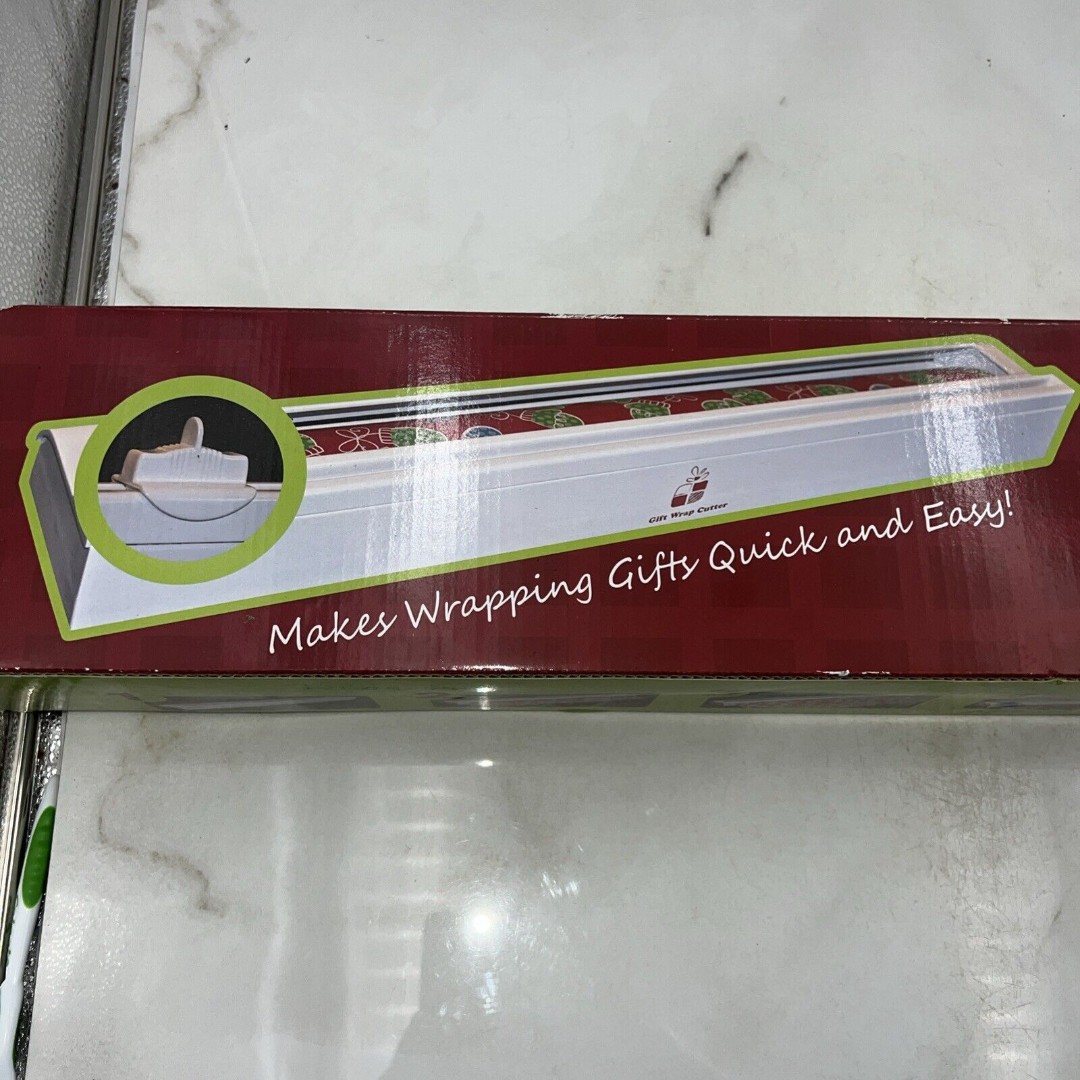 Gift Wrap Cutter
Makes Wrapping Gifts Quick and Easy!